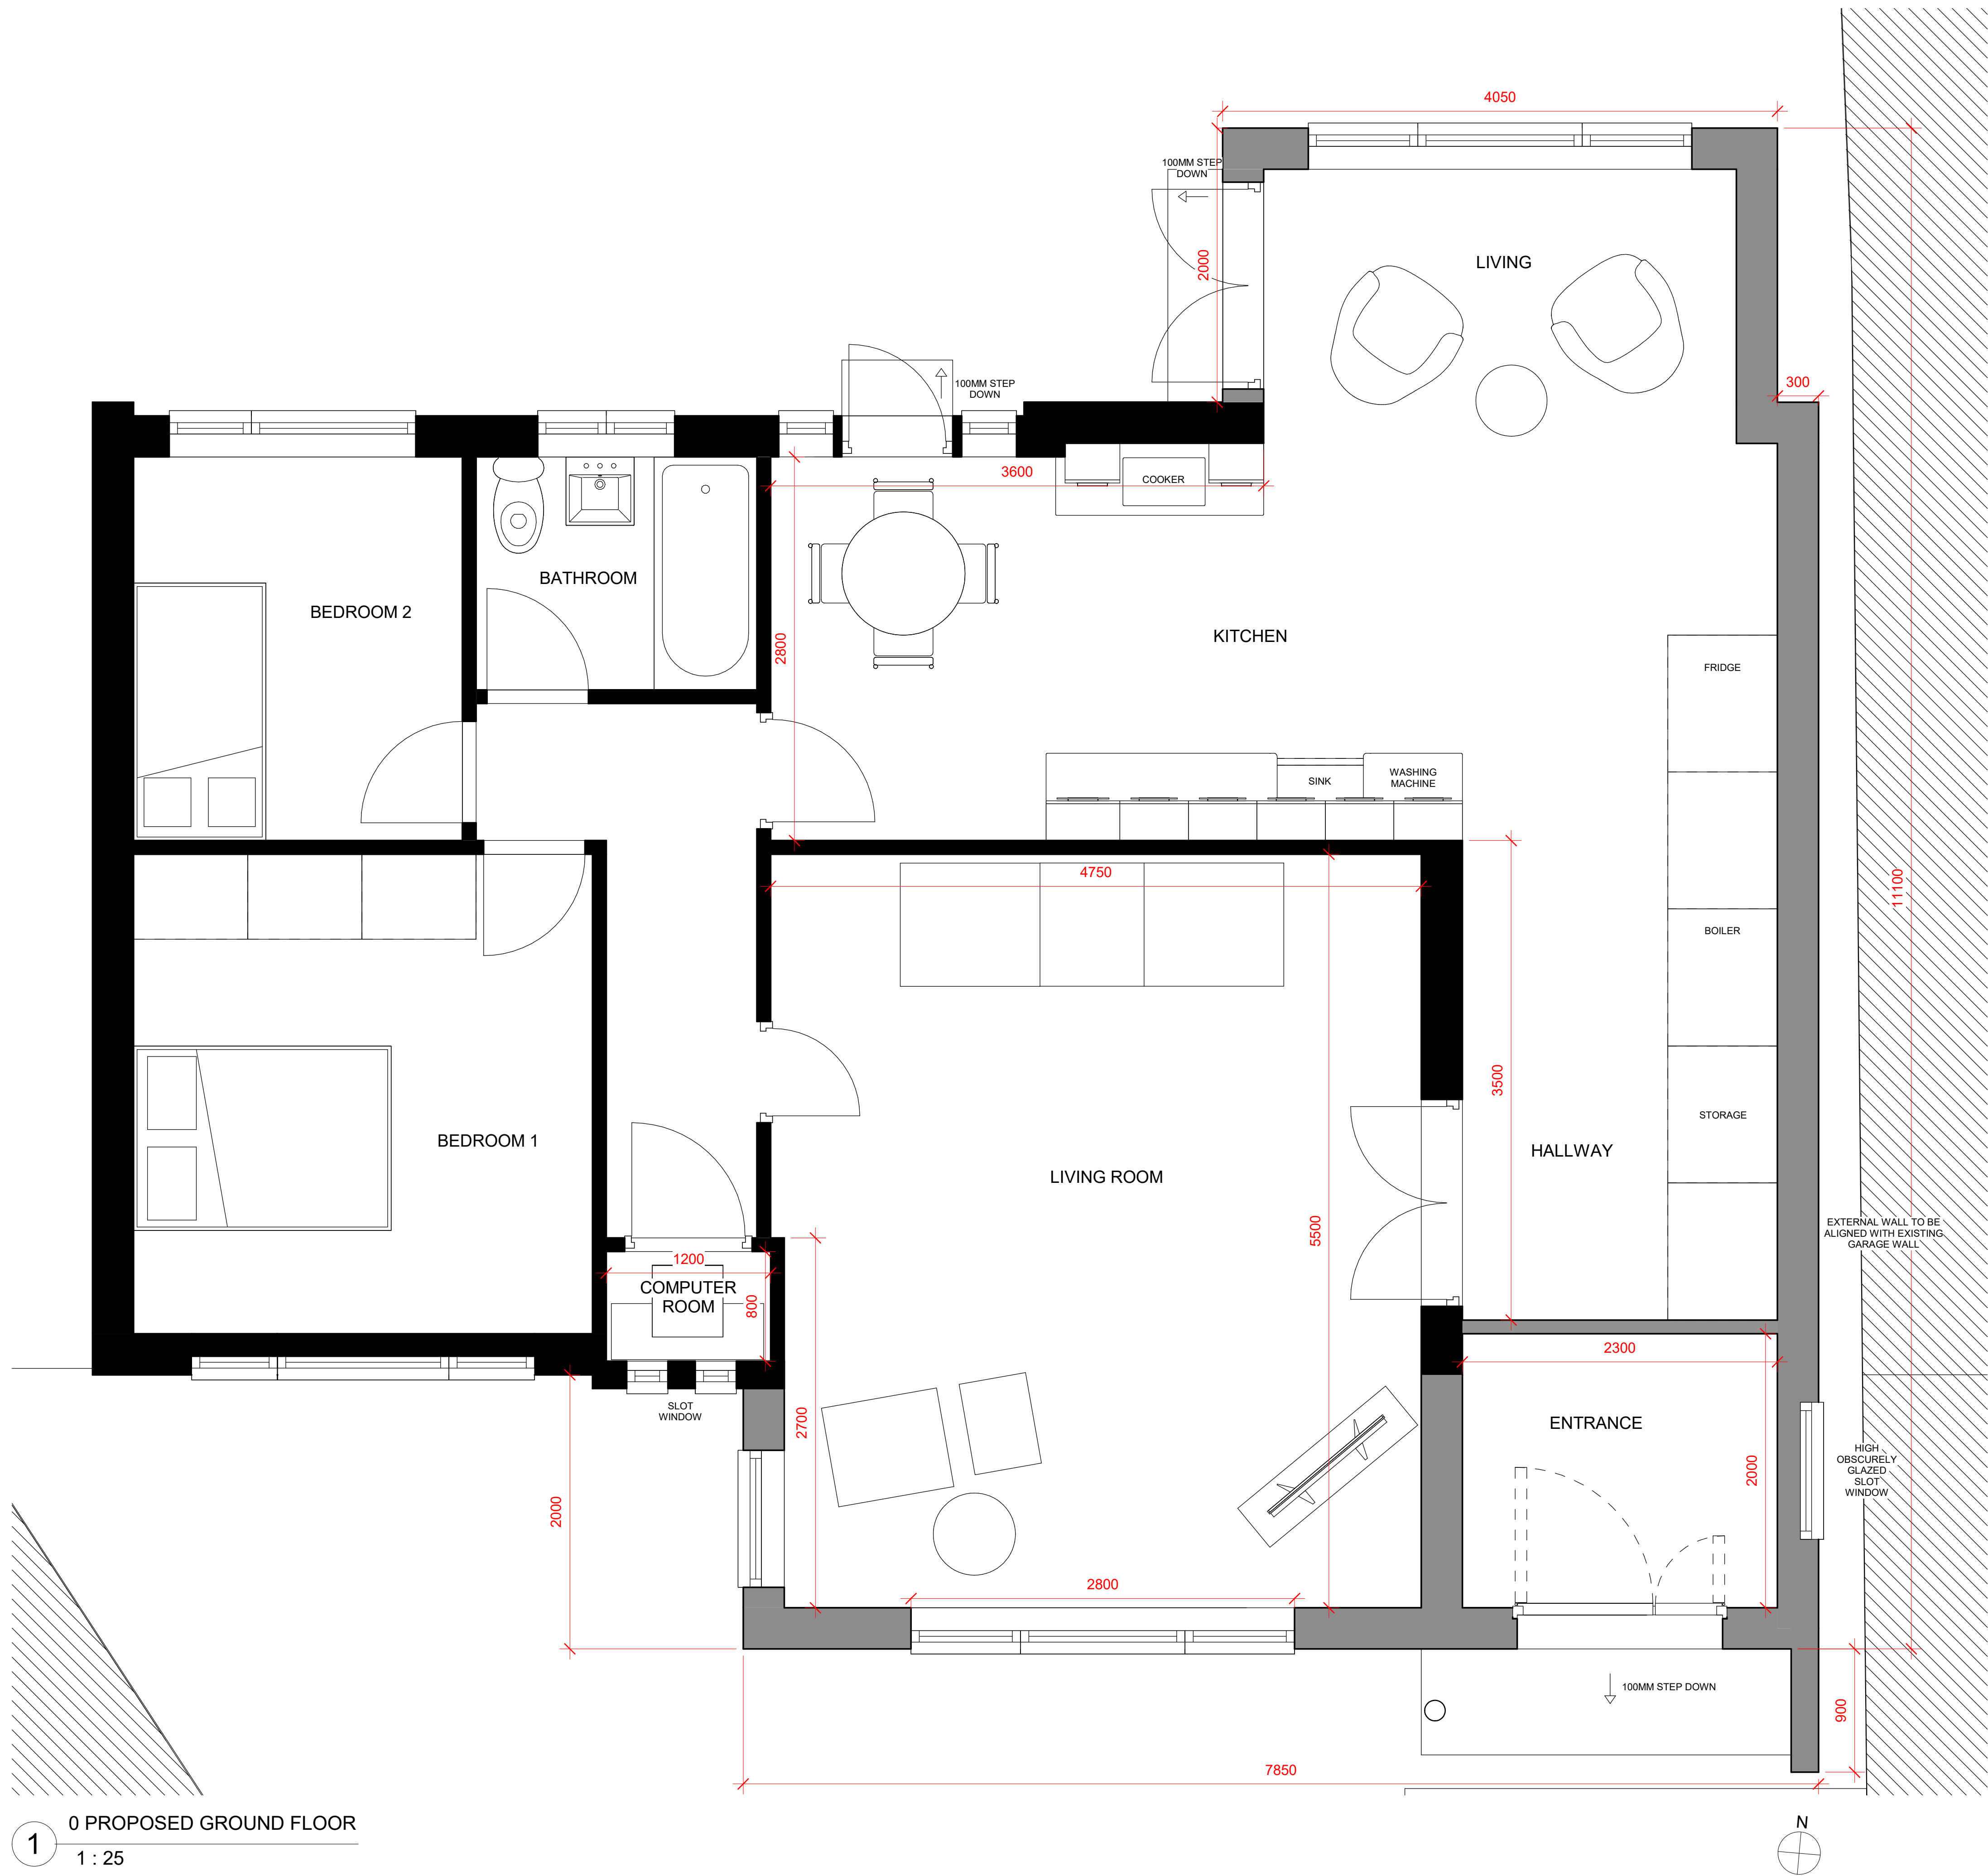 4050
100MM STEP
DOWN
2000
LIVING
300
100MM STEP
DOWN
3600
COOKER
BATHROOM
BEDROOM 2
2800
KITCHEN
FRIDGE
SINK
WASHING
MACHINE
4750
11100
BOILER
3500
STORAGE
BEDROOM 1
HALLWAY
LIVING ROOM
5500
EXTERNAL WALL TO BE
ALIGNED WITH EXISTING
GARAGE WALL
1200
COMPUTER
ROOM
800
2300
SLOT
WINDOW
2700
ENTRANCE
2000
HIGH
OBSCURELY
GLAZED
SLOT
WINDOW
2000
2800
100MM STEP DOWN
900
7850
1
0 PROPOSED GROUND FLOOR
1 : 25
N